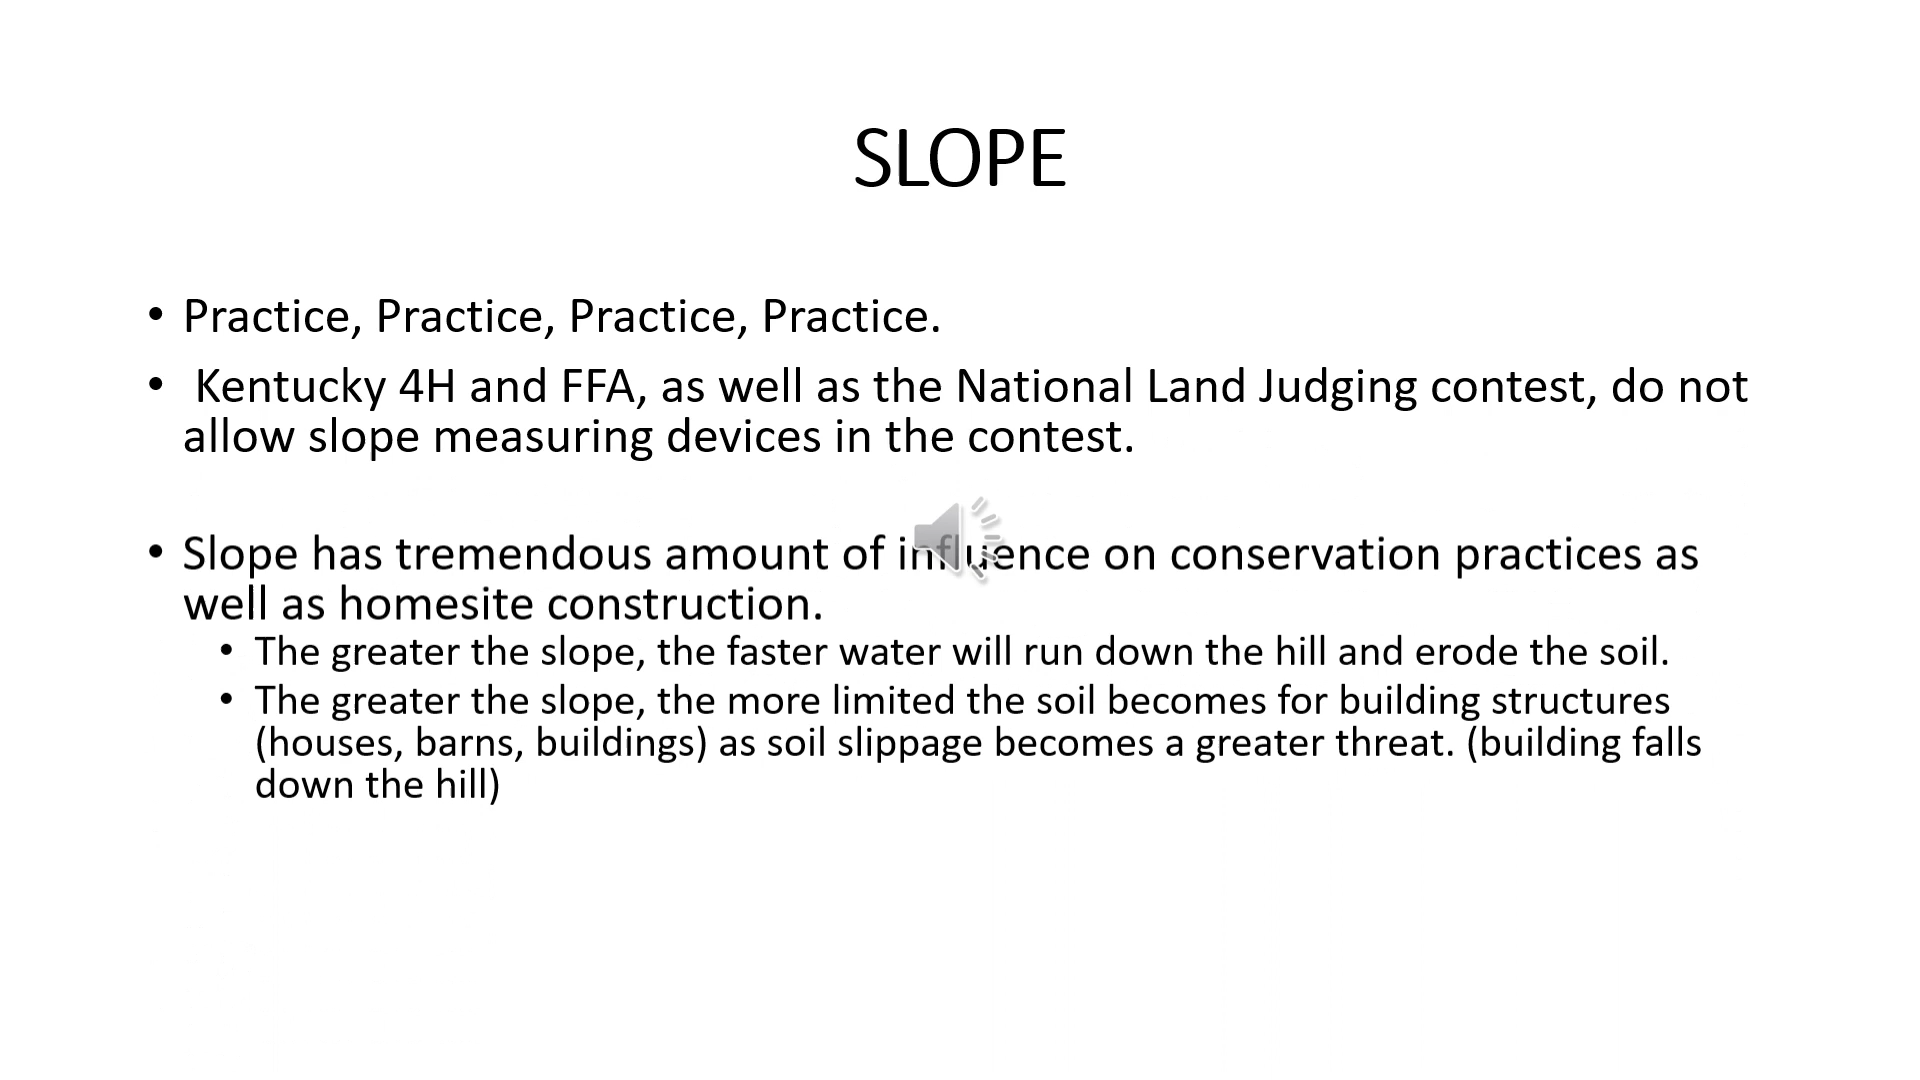 SLOPE
• Practice, Practice, Practice, Practice.
• Kentucky 4H and FFA, as well as the National Land Judging contest, do not
allow slope measuring devices in the contest.
• Slope has tremendous amount of influence on conservation practices as
well as homesite construction.
• The greater the slope, the faster water will run down the hill and erode the soil.
• The greater the slope, the more limited the soil becomes for building structures
(houses, barns, buildings) as soil slippage becomes a greater threat. (building falls
down the hill)